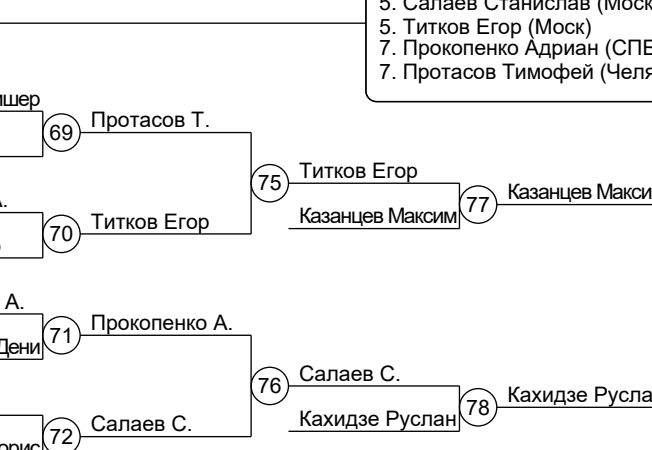 5. Салаев Станислав (Моск
5. Титков Егор (Моск)
7. Прокопенко Адриан (СПБ
7. Протасов Тимофей (Челя
69 Протасов Т.
75 Титков Егор
77 Казанцев Макси
Казанцев Максим
70 Титков Егор
А.
71 Прокопенко А.
Дени
76 Салаев С.
78 Кахидзе Русла
Кахидзе Руслан
72 Салаев С.